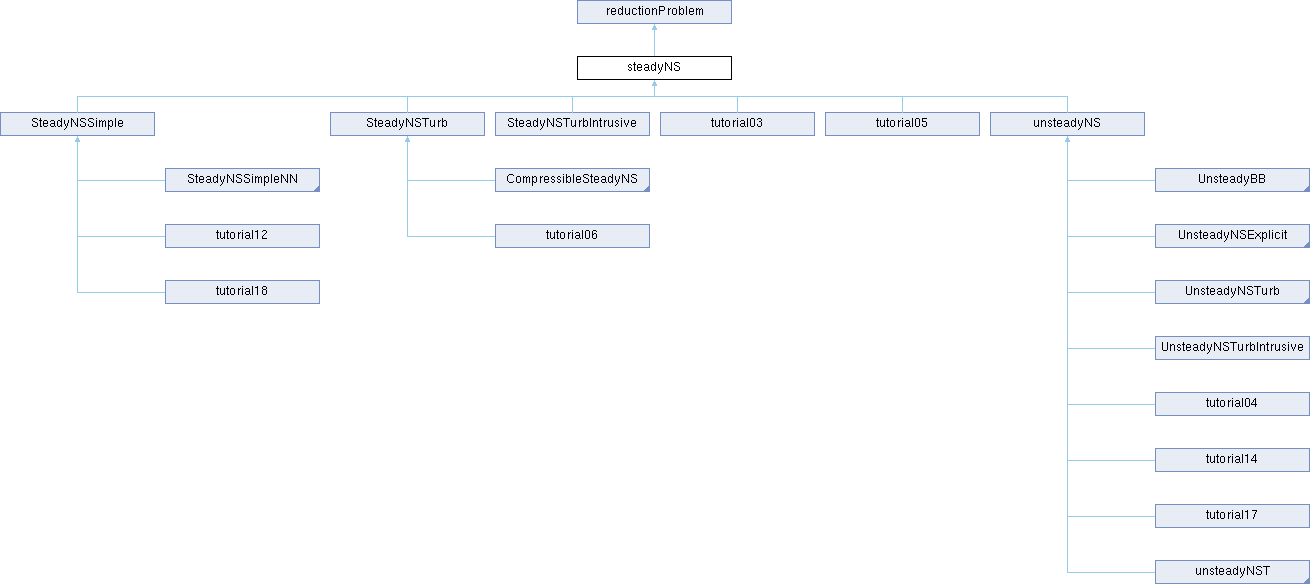 reductionProblem
steadyNS
SteadyNSSimple
SteadyNSTurb
SteadyNSTurbIntrusive
tutorial03
tutorial05
unsteadyNS
SteadyNSSimpleNN
CompressibleSteadyNS
UnsteadyBB
tutorial12
tutorial06
UnsteadyNSExplicit
tutorial18
UnsteadyNSTurb
UnsteadyNSTurbIntrusive
tutorial04
tutorial14
tutorial17
unsteadyNST